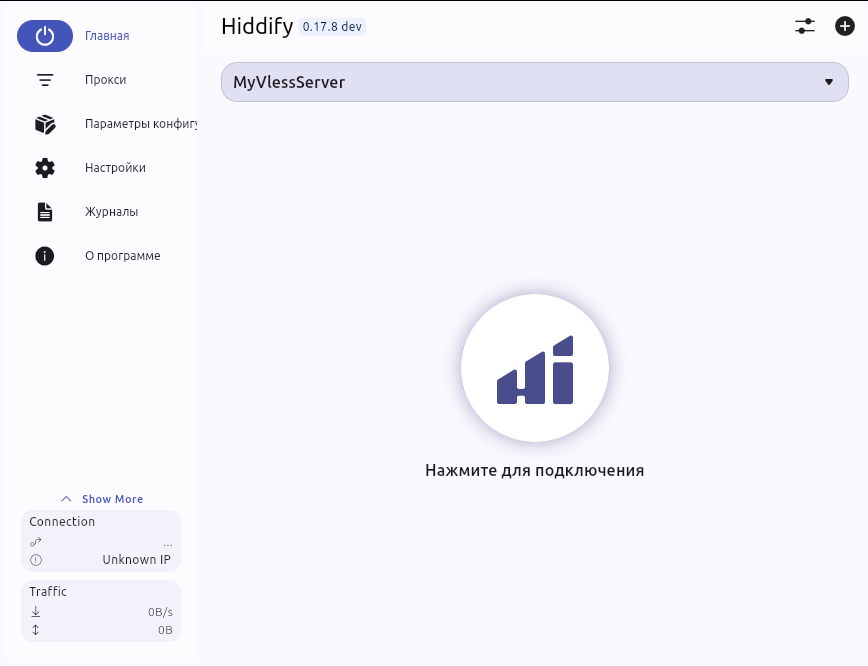 Главная
Прокси
Параметры конфигу
Настройки
Журналы
О программе
Show More
Connection
...
Unknown IP
Traffic
0B/s
0B
Hiddify 0.17.8 dev
MyVlessServer
Нажмите для подключения